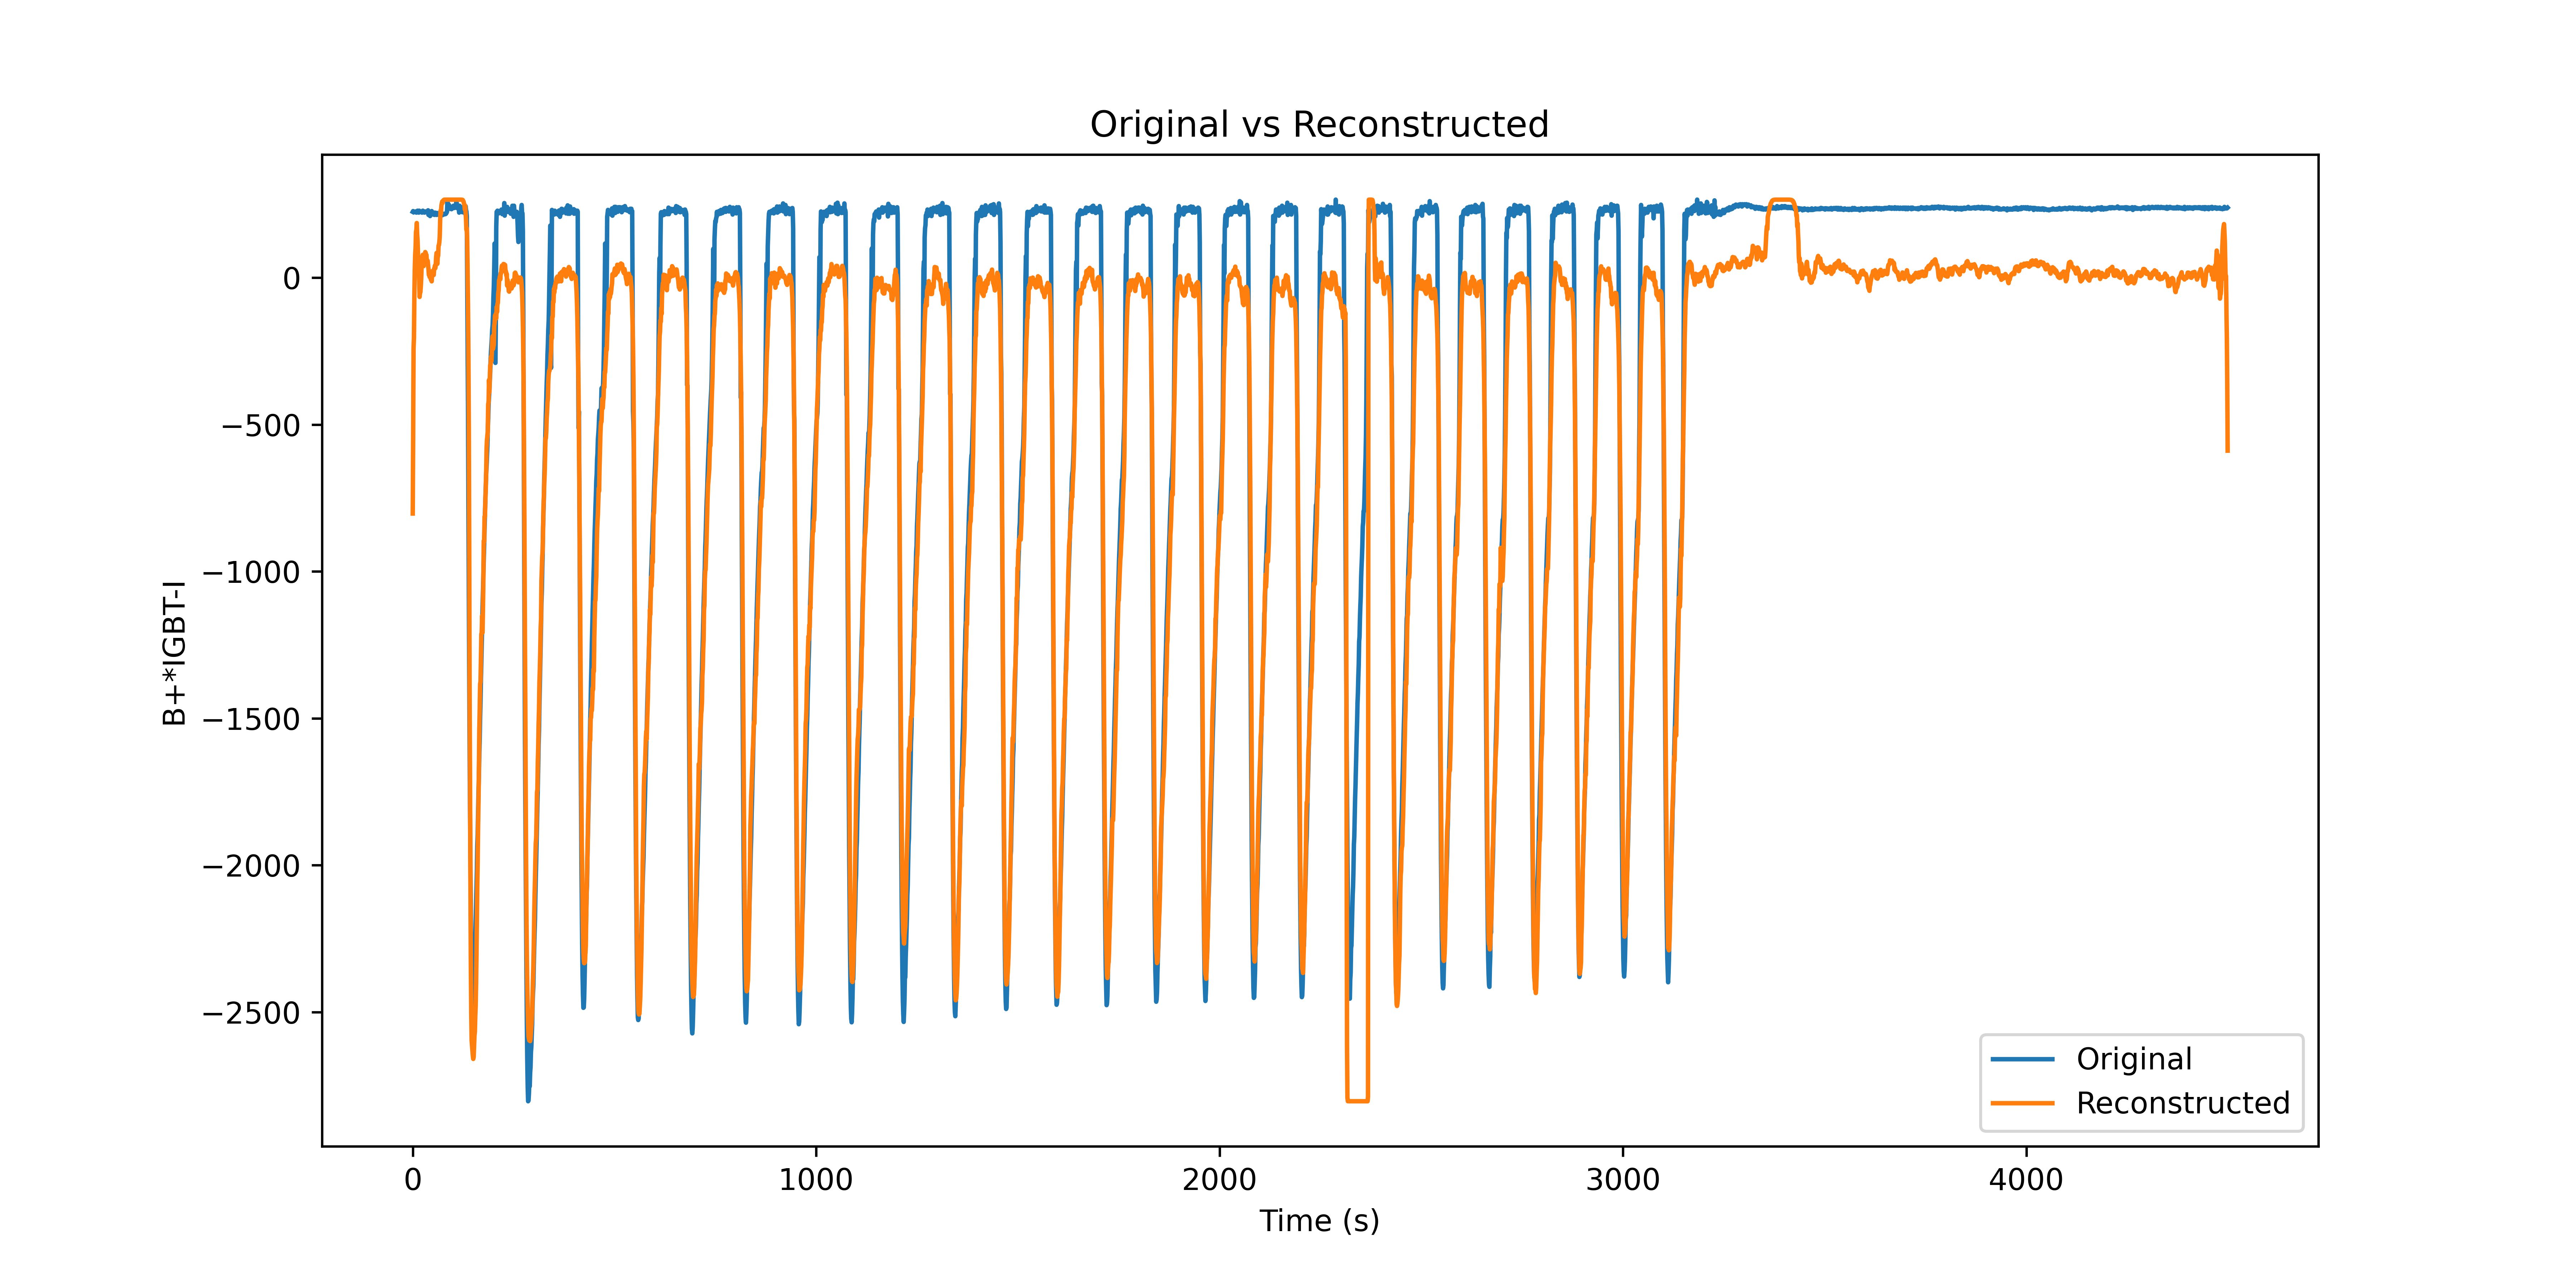 Original vs Reconstructed
B+*IGBT-I
0
−500
−1000
−1500
−2000
−2500
0
1000
2000
3000
4000
Time (s)
Original
Reconstructed